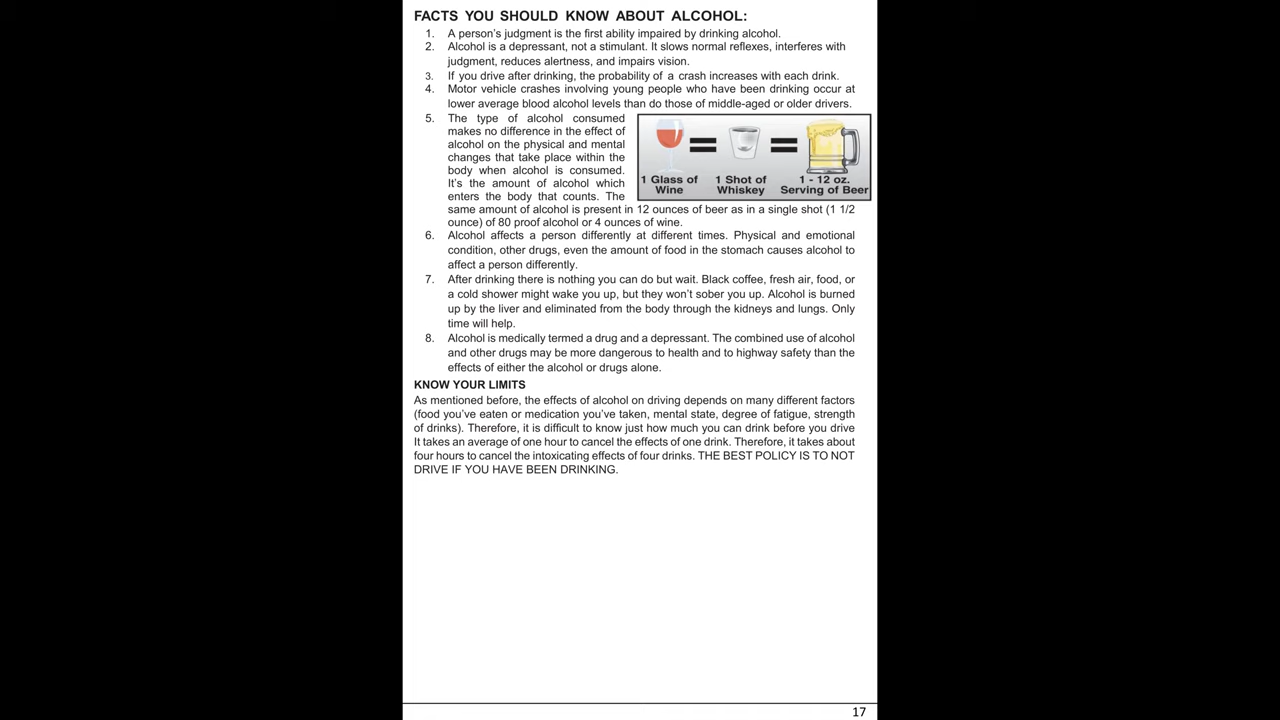 FACTS YOU SHOULD KNOW ABOUT ALCOHOL:
1. A person's judgment is the first ability impaired by drinking alcohol.
2. Alcohol is a depressant, not a stimulant. It slows normal reflexes, interferes with
judgment, reduces alertness, and impairs vision.
3. If you drive after drinking, the probability of a crash increases with each drink.
4. Motor vehicle crashes involving young people who have been drinking occur at
lower average blood alcohol levels than do those of middle-aged or older drivers.
5. The type of alcohol consumed
makes no difference in the effect of
alcohol on the physical and mental
changes that take place within the
body when alcohol is consumed.
It's the amount of alcohol which
enters the body that counts. The
1 Glass of Wine = 1 Shot of Whiskey = 1 - 12 oz. Serving of Beer
same amount of alcohol is present in 12 ounces of beer as in a single shot (1 1/2
ounce) of 80 proof alcohol or 4 ounces of wine.
6. Alcohol affects a person differently at different times. Physical and emotional
condition, other drugs, even the amount of food in the stomach causes alcohol to
affect a person differently.
7. After drinking there is nothing you can do but wait. Black coffee, fresh air, food, or
a cold shower might wake you up, but they won't sober you up. Alcohol is burned
up by the liver and eliminated from the body through the kidneys and lungs. Only
time will help.
8. Alcohol is medically termed a drug and a depressant. The combined use of alcohol
and other drugs may be more dangerous to health and to highway safety than the
effects of either the alcohol or drugs alone.
KNOW YOUR LIMITS
As mentioned before, the effects of alcohol on driving depends on many different factors
(food you've eaten or medication you've taken, mental state, degree of fatigue, strength
of drinks). Therefore, it is difficult to know just how much you can drink before you drive
It takes an average of one hour to cancel the effects of one drink. Therefore, it takes about
four hours to cancel the intoxicating effects of four drinks. THE BEST POLICY IS TO NOT
DRIVE IF YOU HAVE BEEN DRINKING.
17